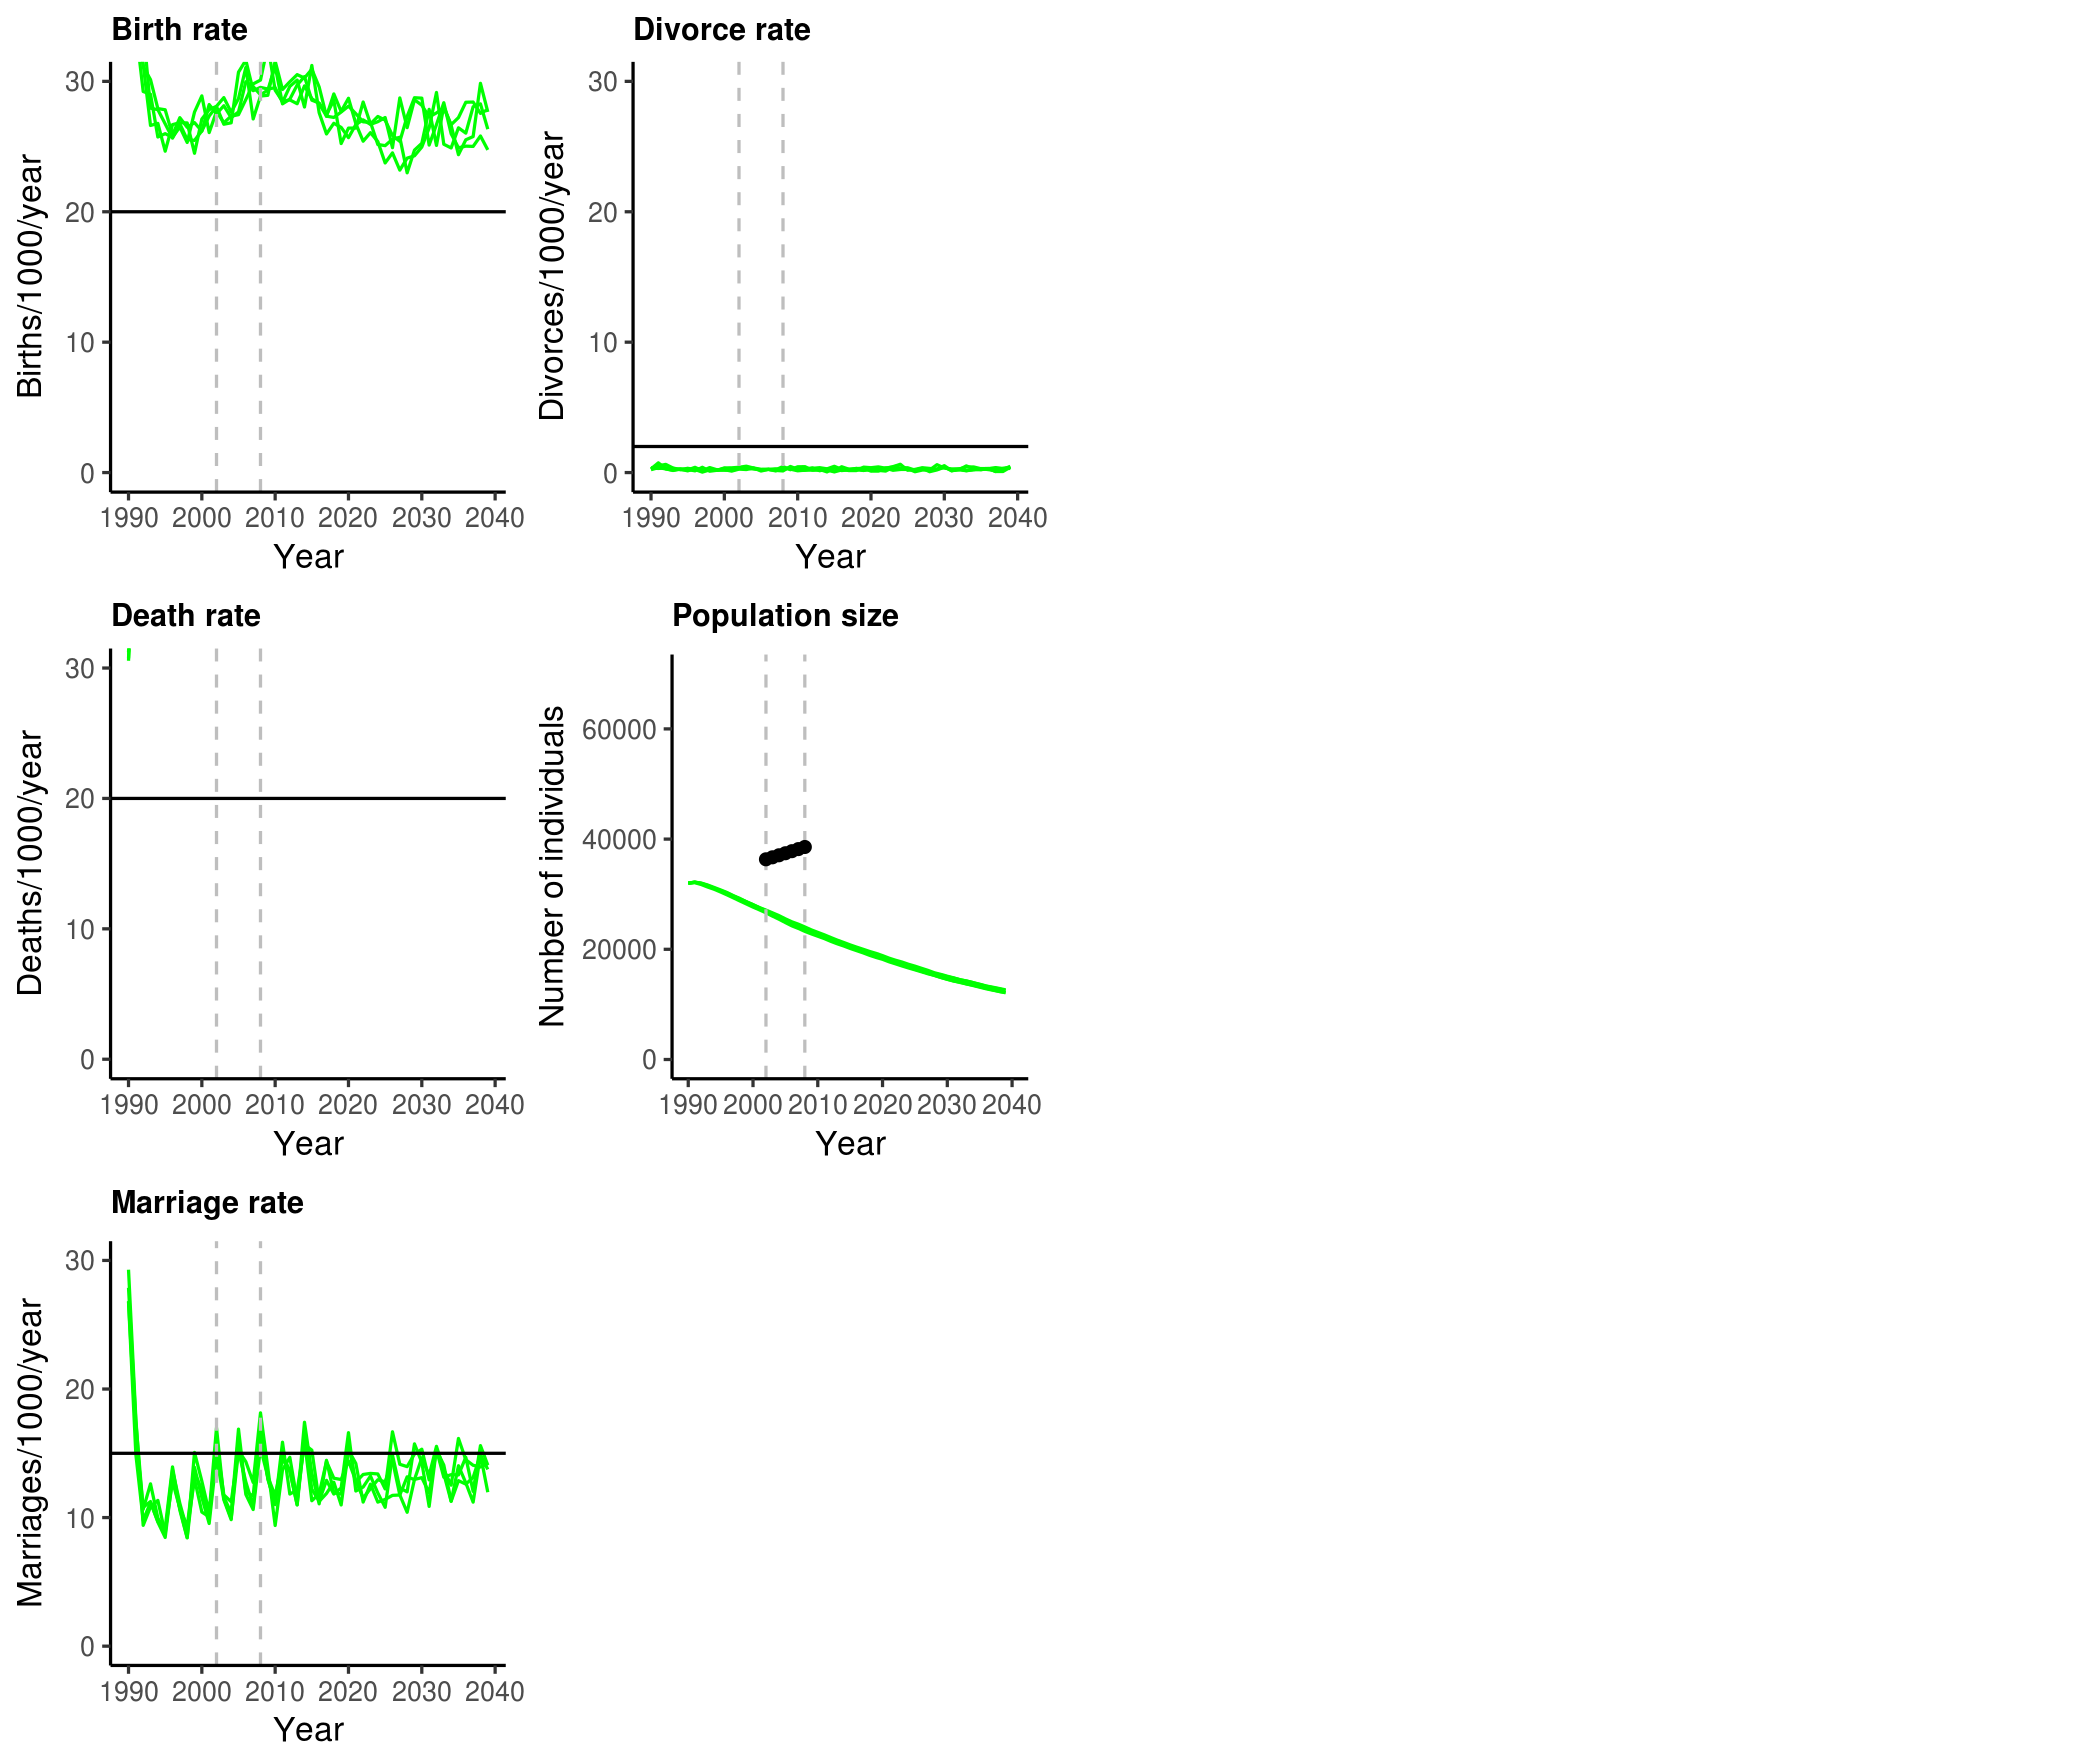 Birth rate
Births/1000/year
30
20
10
0
1990 2000 2010 2020 2030 2040
Year
Divorce rate
Divorces/1000/year
30
20
10
0
1990 2000 2010 2020 2030 2040
Year
Death rate
Deaths/1000/year
30
20
10
0
1990 2000 2010 2020 2030 2040
Year
Population size
Number of individuals
60000
40000
20000
0
1990 2000 2010 2020 2030 2040
Year
Marriage rate
Marriages/1000/year
30
20
10
0
1990 2000 2010 2020 2030 2040
Year